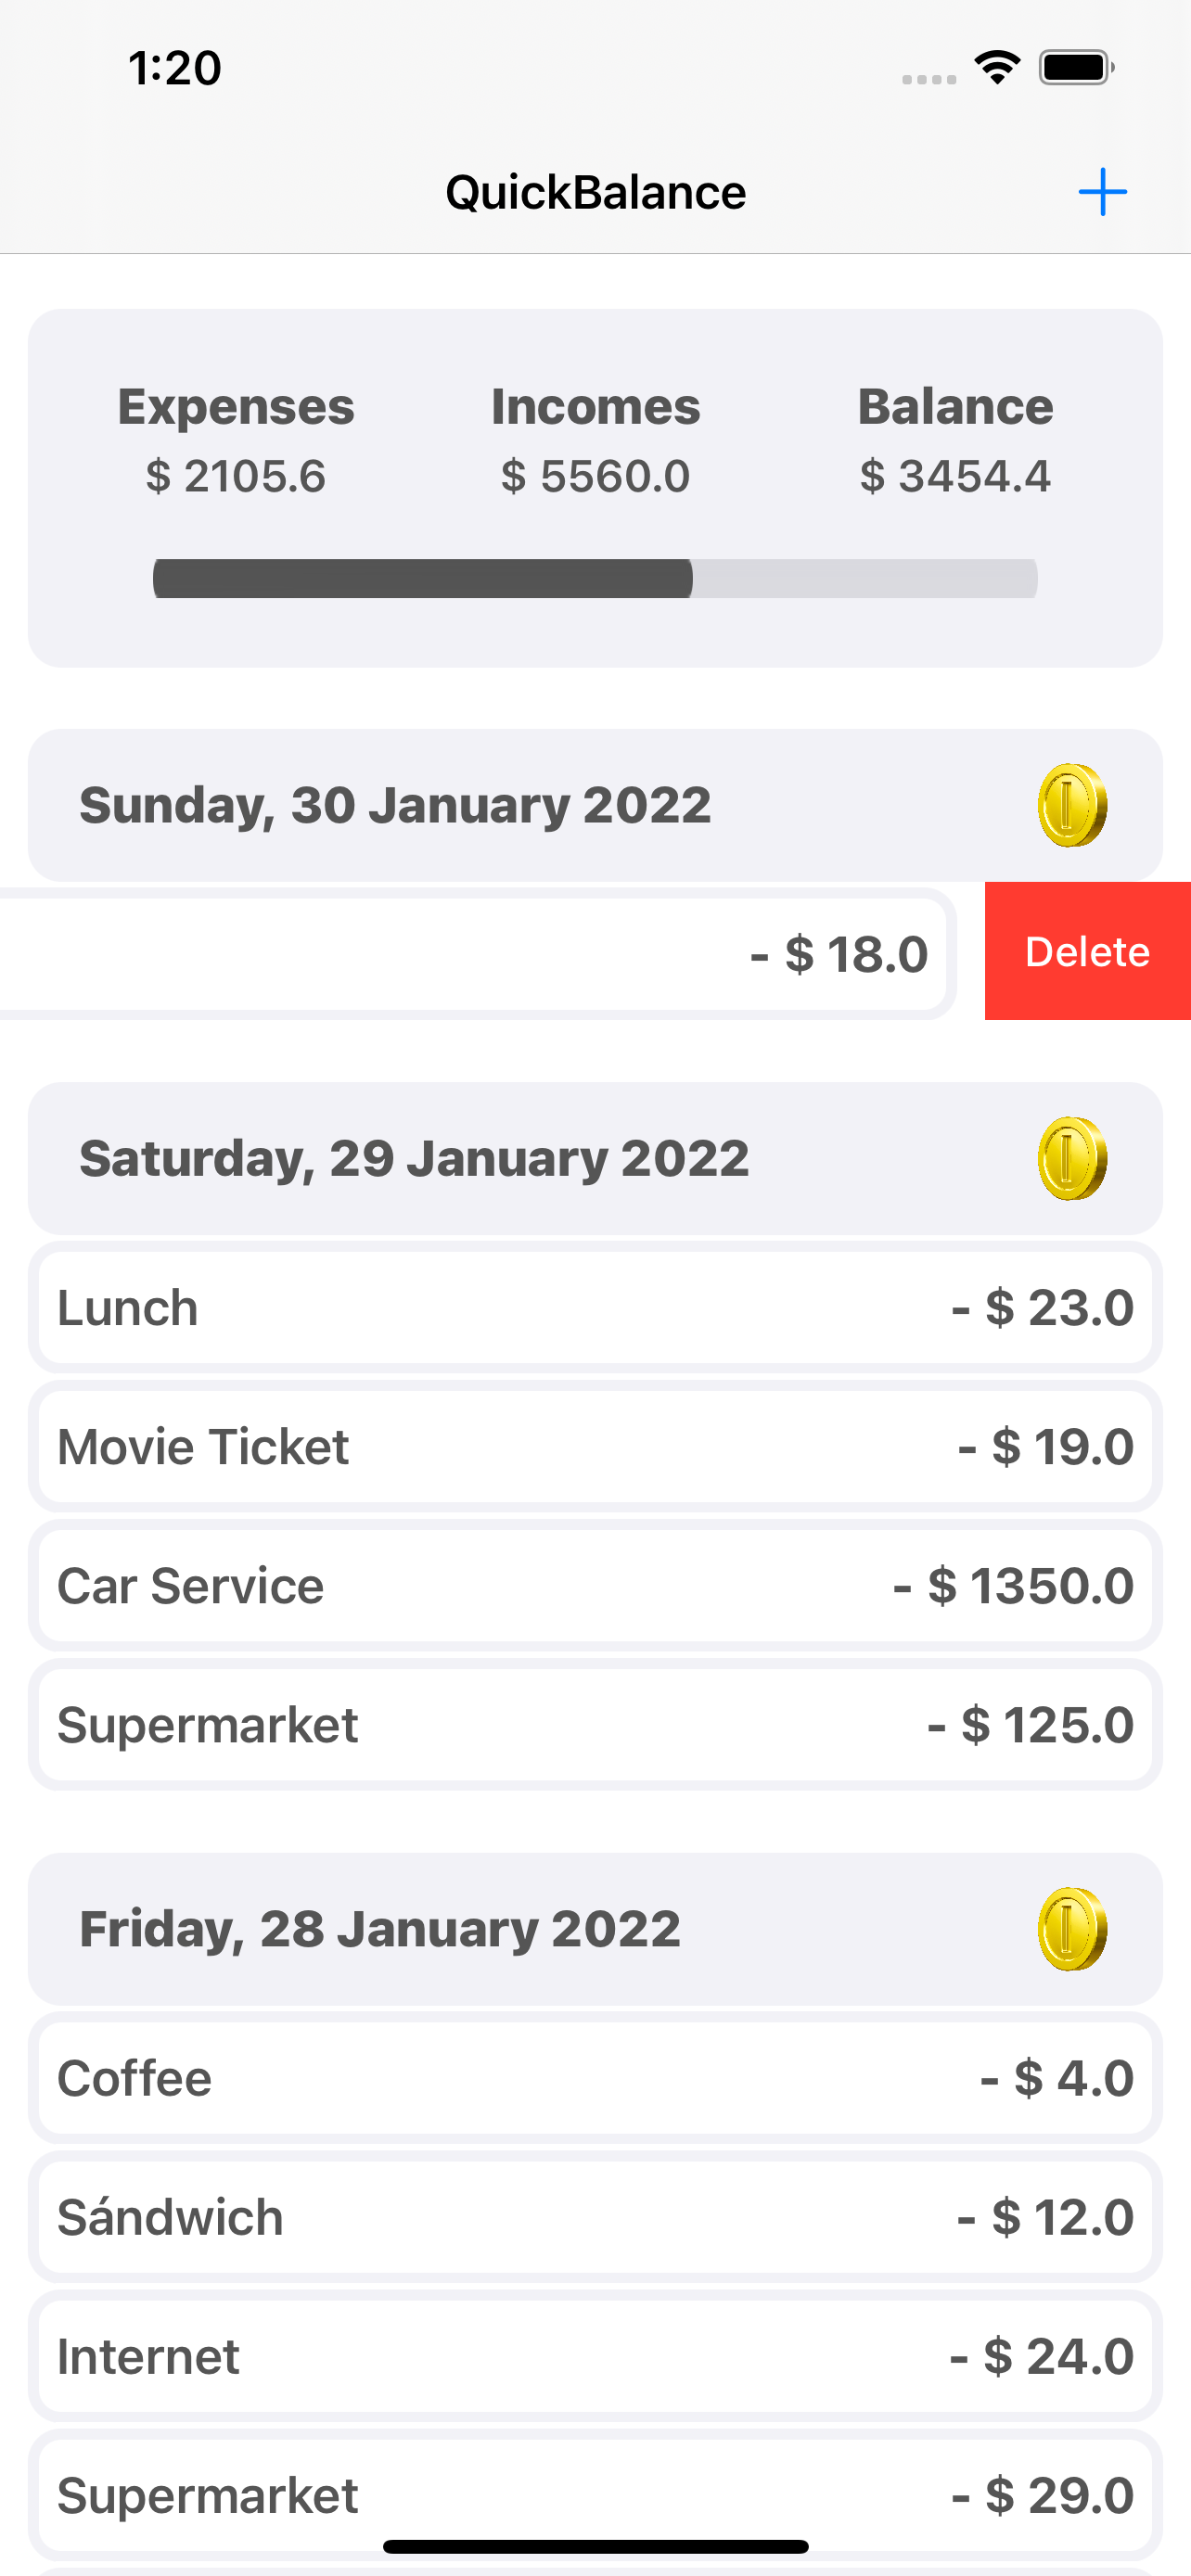 1:20
QuickBalance
Expenses Incomes Balance
$ 2105.6 $ 5560.0 $ 3454.4
Sunday, 30 January 2022
- $ 18.0 Delete
Saturday, 29 January 2022
Lunch - $ 23.0
Movie Ticket - $ 19.0
Car Service - $ 1350.0
Supermarket - $ 125.0
Friday, 28 January 2022
Coffee - $ 4.0
Sándwich - $ 12.0
Internet - $ 24.0
Supermarket - $ 29.0